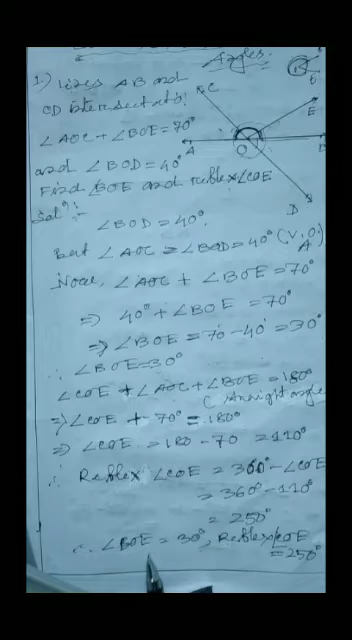 Angles.
1.) lines AB and
CD intersect at O.
∠AOC + ∠BOE = 70°
and ∠BOD = 40°
Find ∠BOE and reflex ∠COE
Solⁿ:-
∠BOD = 40°.
But ∠AOC = ∠BOD = 40° (V.O.A)
Now, ∠AOC + ∠BOE = 70°
⇒ 40° + ∠BOE = 70°
⇒ ∠BOE = 70° - 40° = 30°
∴ ∠BOE = 30°
∠COE + ∠AOC + ∠BOE = 180°
(Straight angle
⇒ ∠COE + 70° = 180°
⇒ ∠COE = 180 - 70 = 110°
∴ Reflex ∠COE = 360° - ∠COE
= 360° - 110°
= 250°
∴ ∠BOE = 30°, Reflex ∠COE
= 250°
C
E
A
O
B
D